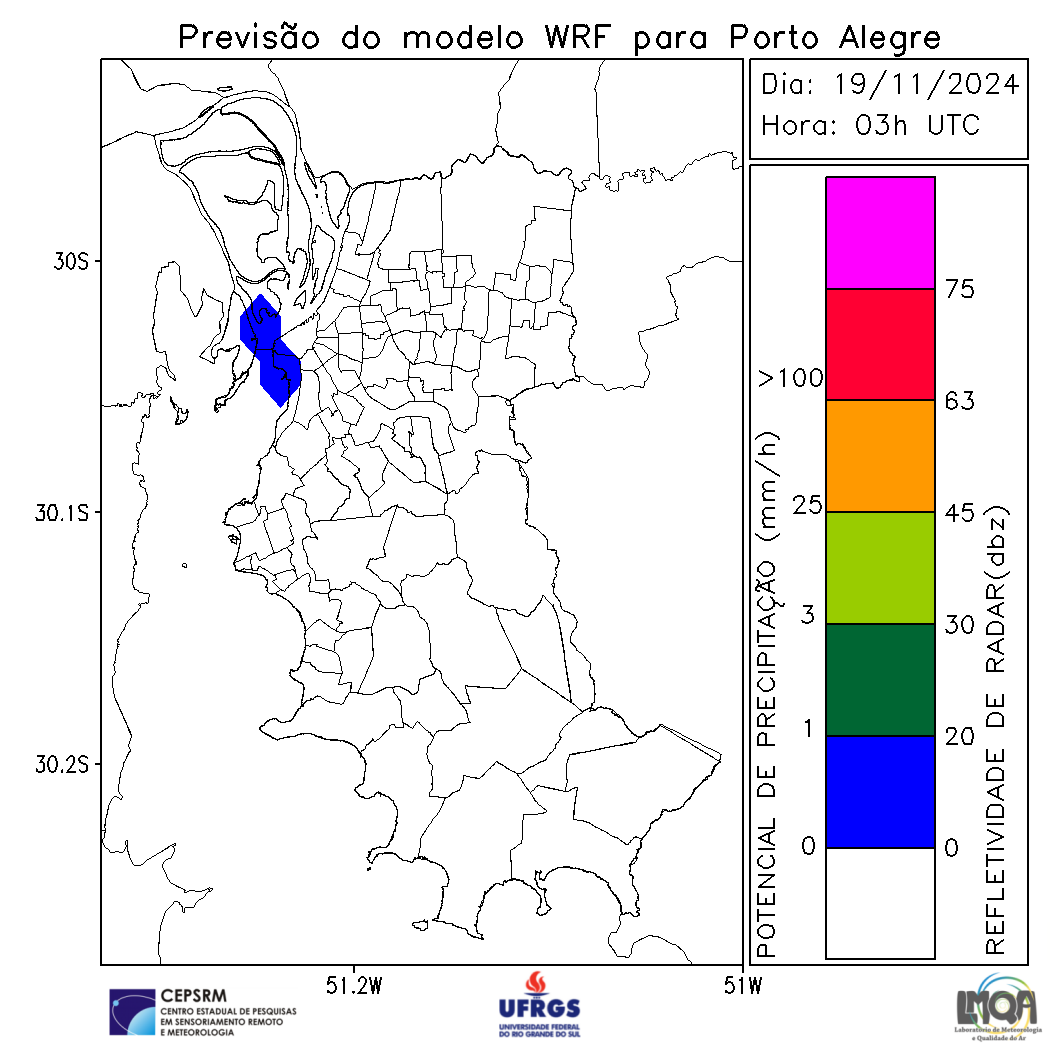 Previsão do modelo WRF para Porto Alegre
Dia: 19/11/2024
Hora: 03h UTC
30S
30.1S
30.2S
51.2W
51W
POTENCIAL DE PRECIPITAÇÃO (mm/h)
>100
25
3
1
0
75
63
45
30
20
0
REFLETIVIDADE DE RADAR(dbz)
CEPSRM
CENTRO ESTADUAL DE PESQUISAS
EM SENSORIAMENTO REMOTO
E METEOROLOGIA
UFRGS
UNIVERSIDADE FEDERAL
DO RIO GRANDE DO SUL
LMQA
Laboratório de Meteorologia
e Qualidade do Ar